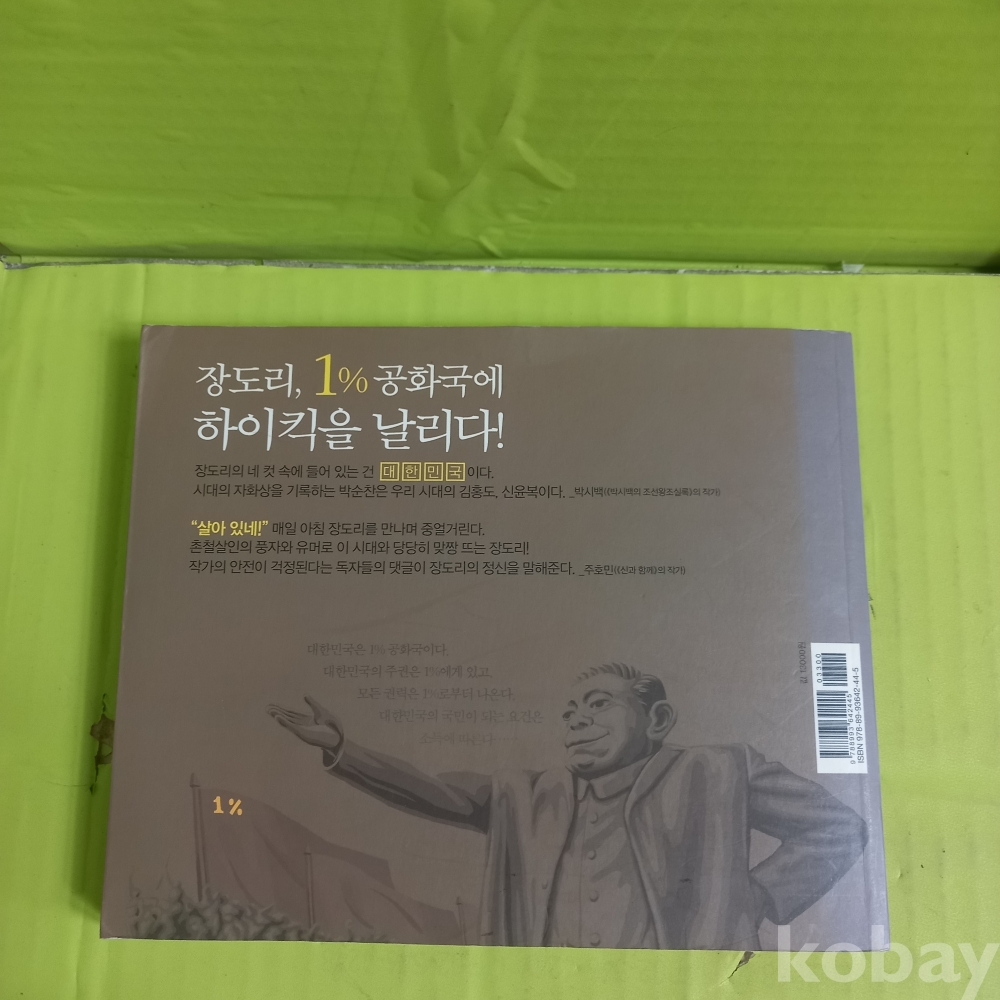 장도리, 1% 공화국에
하이킥을 날리다!
장도리의 네 컷 속에 들어 있는 건 대한민국이다.
시대의 자화상을 기록하는 박순찬은 우리 시대의 김홍도, 신윤복이다. _박시백(《박시백의 조선왕조실록》의 작가)
“살아 있네!” 매일 아침 장도리를 만나며 중얼거린다.
촌철살인의 풍자와 유머로 이 시대와 당당히 맞짱 뜨는 장도리!
작가의 안전이 걱정된다는 독자들의 댓글이 장도리의 정신을 말해준다. _주호민(《신과 함께》의 작가)
대한민국은 1% 공화국이다.
대한민국의 주권은 1%에게 있고
모든 권력은 1%로부터 나온다.
대한민국의 국민이 되는 요건은
소득에 따른다
1%
03300
9 788993 642445
ISBN 978-89-93642-44-5
kobay